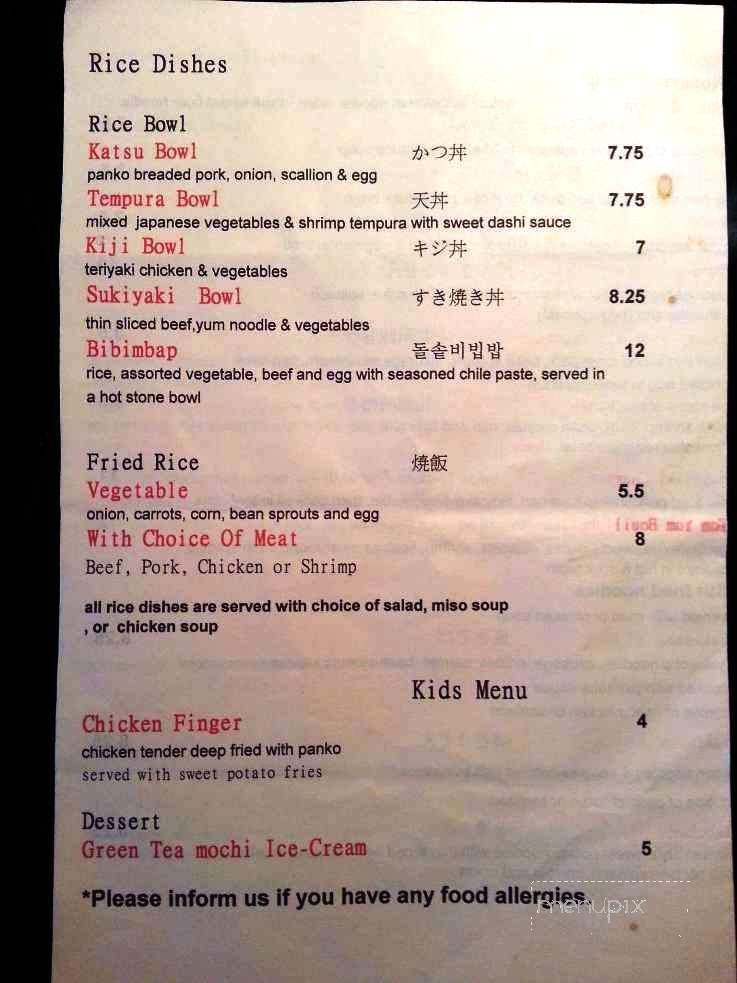 Rice Dishes
Rice Bowl
Katsu Bowl かつ丼 7.75
panko breaded pork, onion, scallion & egg
Tempura Bowl 天丼 7.75
mixed japanese vegetables & shrimp tempura with sweet dashi sauce
Kiji Bowl キジ丼 7
teriyaki chicken & vegetables
Sukiyaki Bowl すき焼き丼 8.25
thin sliced beef,yum noodle & vegetables
Bibimbap 돌솥비빔밥 12
rice, assorted vegetable, beef and egg with seasoned chile paste, served in
a hot stone bowl
Fried Rice 焼飯
Vegetable 5.5
onion, carrots, corn, bean sprouts and egg
With Choice Of Meat 8
Beef, Pork, Chicken or Shrimp
all rice dishes are served with choice of salad, miso soup
, or chicken soup
Kids Menu
Chicken Finger 4
chicken tender deep fried with panko
served with sweet potato fries
Dessert
Green Tea mochi Ice-Cream 5
*Please inform us if you have any food allergies.
menupix